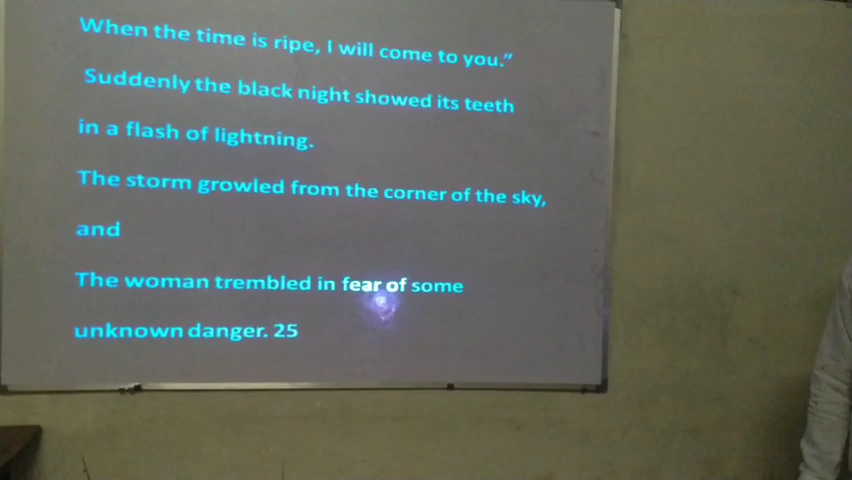 When the time is ripe, I will come to you.”
Suddenly the black night showed its teeth
in a flash of lightning.
The storm growled from the corner of the sky,
and
The woman trembled in fear of some
unknown danger. 25